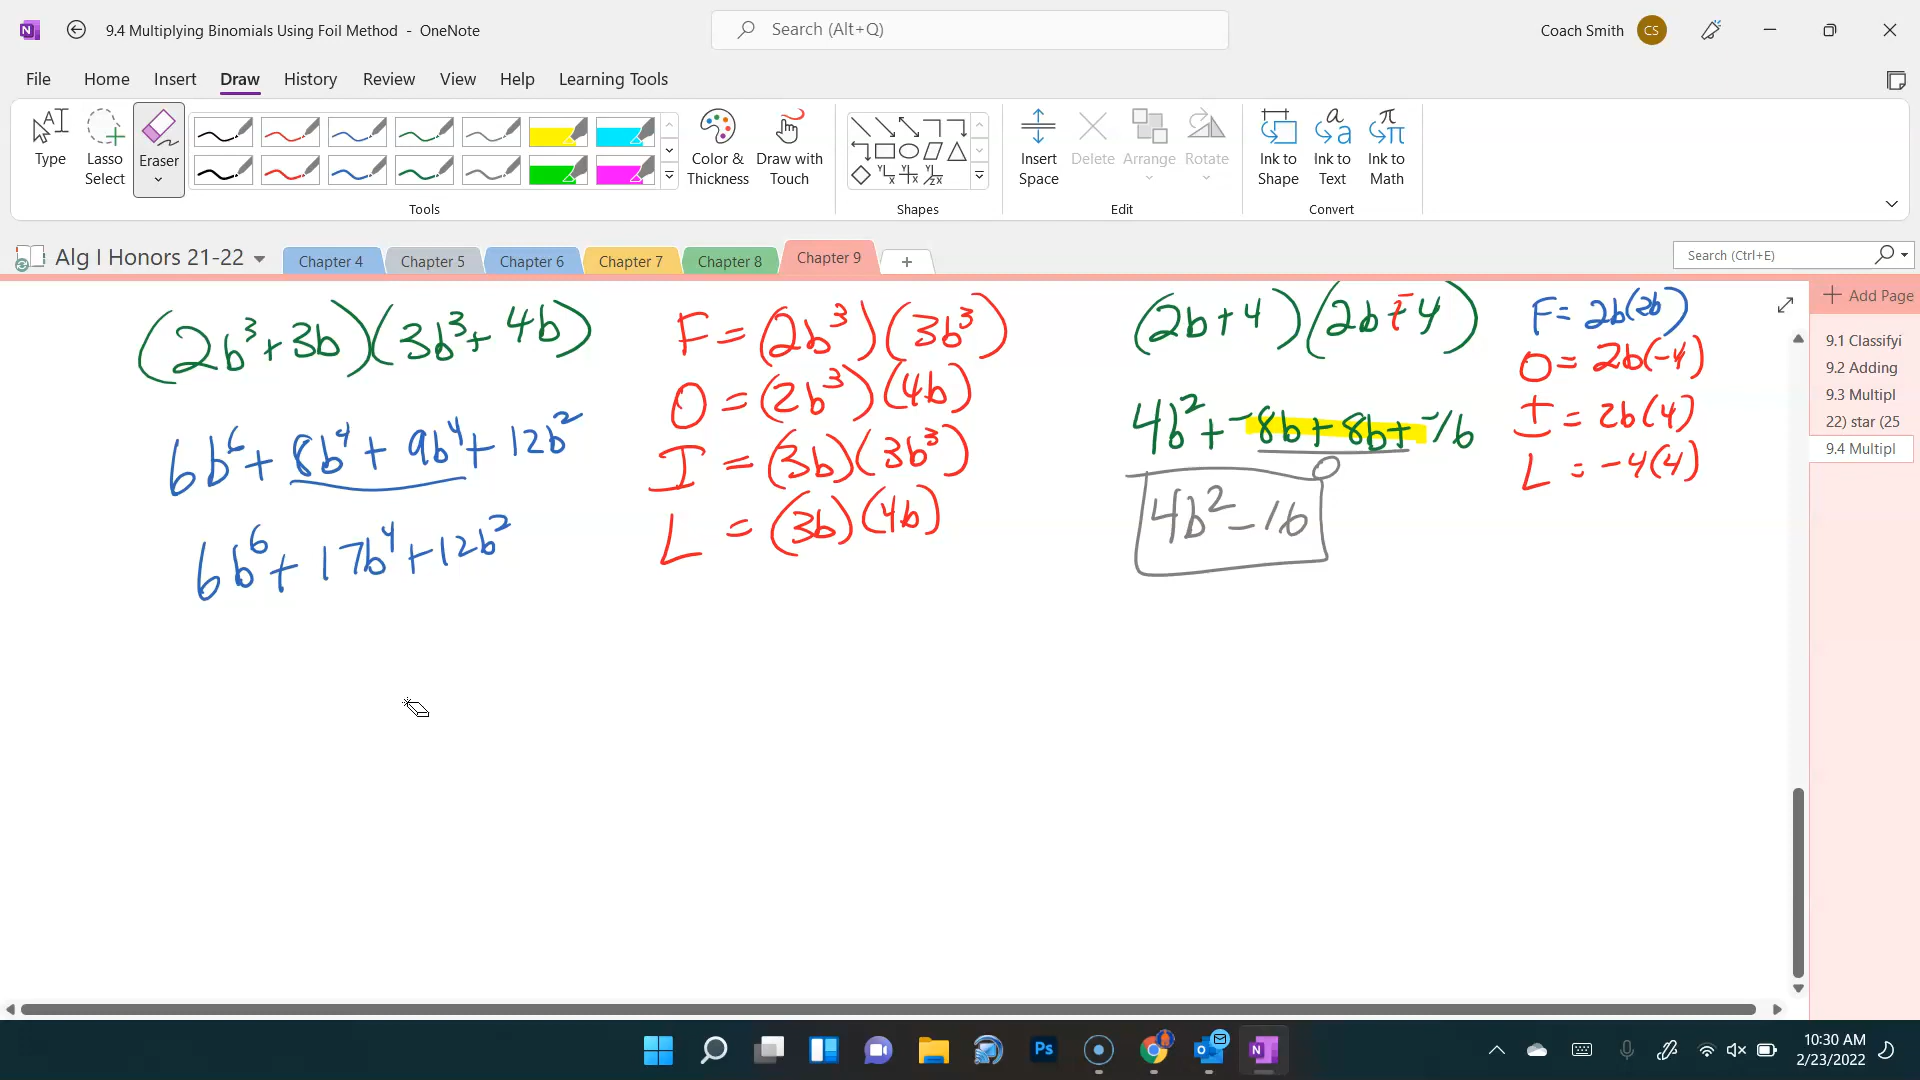 9.4 Multiplying Binomials Using Foil Method - OneNote
Search (Alt+Q)
Coach Smith CS
File Home Insert Draw History Review View Help Learning Tools
Type
Lasso Select
Eraser
Color & Thickness
Draw with Touch
Insert Space
Delete
Arrange
Rotate
Ink to Shape
Ink to Text
Ink to Math
Tools
Shapes
Edit
Convert
Alg I Honors 21-22
Chapter 4 Chapter 5 Chapter 6 Chapter 7 Chapter 8 Chapter 9 +
Search (Ctrl+E)
Add Page
9.1 Classifyi
9.2 Adding
9.3 Multipl
22) star (25
9.4 Multipl
(2b³+3b)(3b³+4b)
6b⁶+8b⁴+9b⁴+12b²
6b⁶+17b⁴+12b²
F=(2b³)(3b³)
O=(2b³)(4b)
I=(3b)(3b³)
L=(3b)(4b)
(2b+4)(2b+-4)
4b²+-8b+8b+-16
4b²-16
F=2b(2b)
O=2b(-4)
I=2b(4)
L=-4(4)
Ps
10:30 AM
2/23/2022